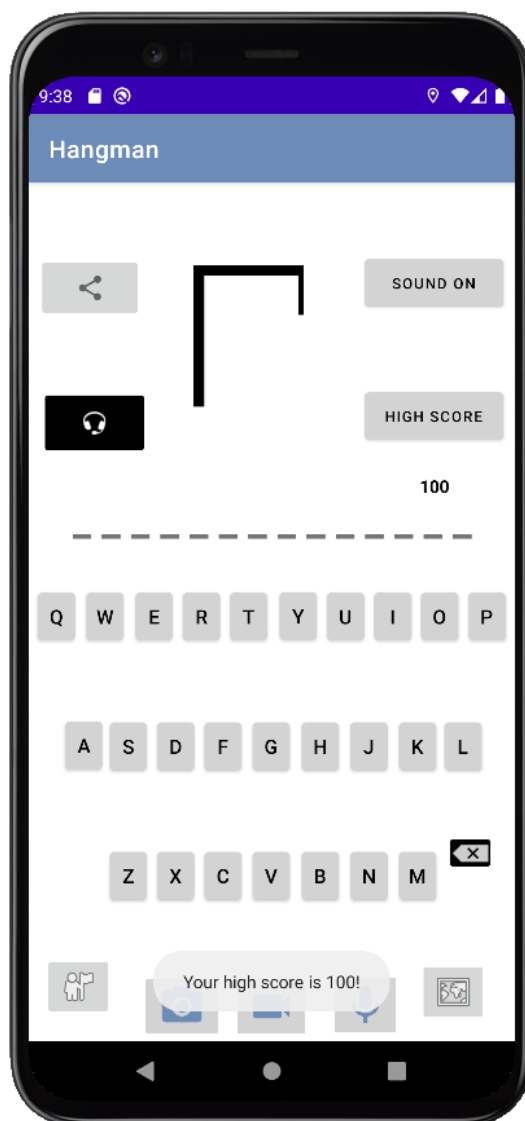 9:38
Hangman
SOUND ON
HIGH SCORE
100
_ _ _ _ _ _ _ _ _ _ _ _ _ _
Q W E R T Y U I O P
A S D F G H J K L
Z X C V B N M
Your high score is 100!